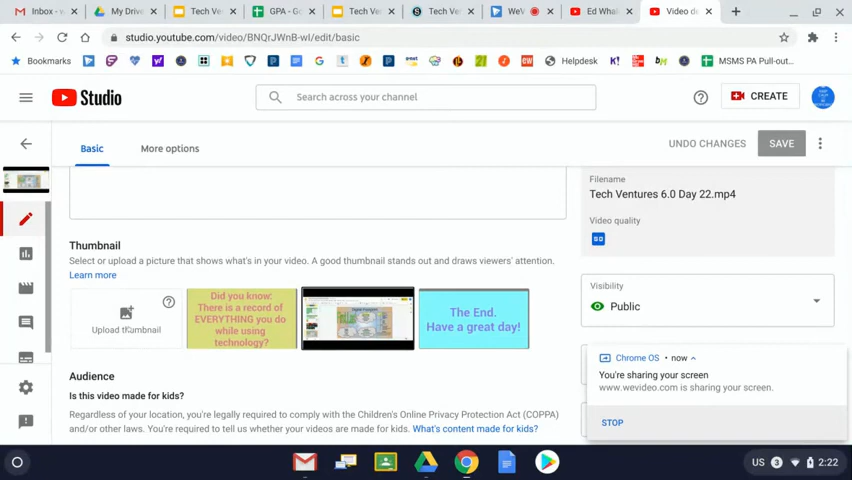 Inbox -
My Drive
Tech Ven
GPA - Go
Tech Ven
Tech Ven
WeVi
Ed Whal
Video de
studio.youtube.com/video/BNQrJWnB-wI/edit/basic
Bookmarks
Helpdesk
MSMS PA Pull-out...
Studio
Search across your channel
CREATE
Basic
More options
UNDO CHANGES
SAVE
Filename
Tech Ventures 6.0 Day 22.mp4
Video quality
SD
Thumbnail
Select or upload a picture that shows what's in your video. A good thumbnail stands out and draws viewers' attention.
Learn more
Upload thumbnail
Did you know:
There is a record of
EVERYTHING you do
while using
technology?
The End.
Have a great day!
Visibility
Public
Audience
Is this video made for kids?
Regardless of your location, you're legally required to comply with the Children's Online Privacy Protection Act (COPPA)
and/or other laws. You're required to tell us whether your videos are made for kids. What's content made for kids?
Chrome OS • now
You're sharing your screen
www.wevideo.com is sharing your screen.
STOP
US
3
2:22